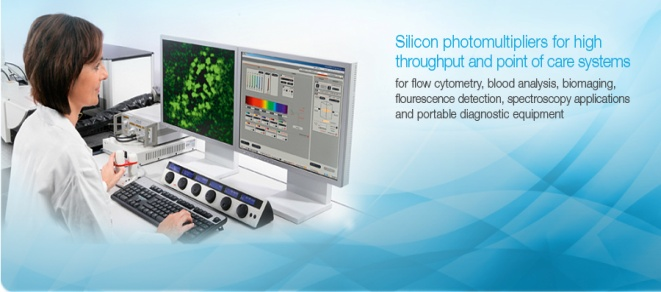 Silicon photomultipliers for high
throughput and point of care systems
for flow cytometry, blood analysis, biomaging,
flourescence detection, spectroscopy applications
and portable diagnostic equipment